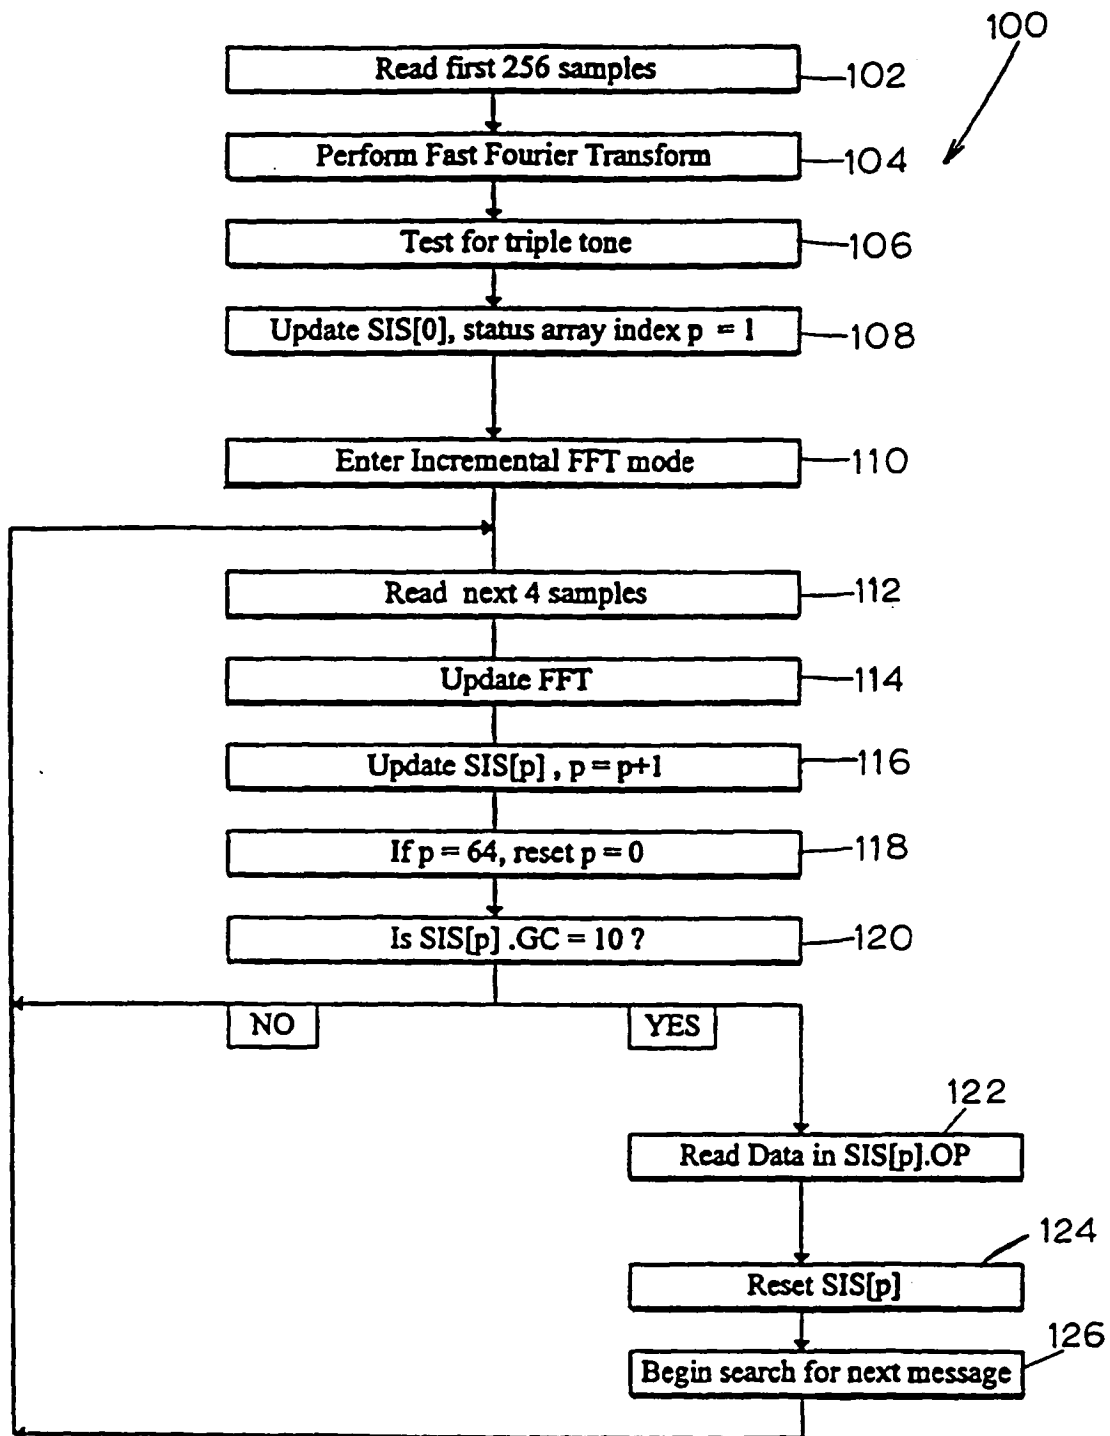 100
Read first 256 samples
102
Perform Fast Fourier Transform
104
Test for triple tone
106
Update SIS[0], status array index p = 1
108
Enter Incremental FFT mode
110
Read next 4 samples
112
Update FFT
114
Update SIS[p] , p = p+1
116
If p = 64, reset p = 0
118
Is SIS[p] .GC = 10 ?
120
NO
YES
122
Read Data in SIS[p].OP
124
Reset SIS[p]
126
Begin search for next message